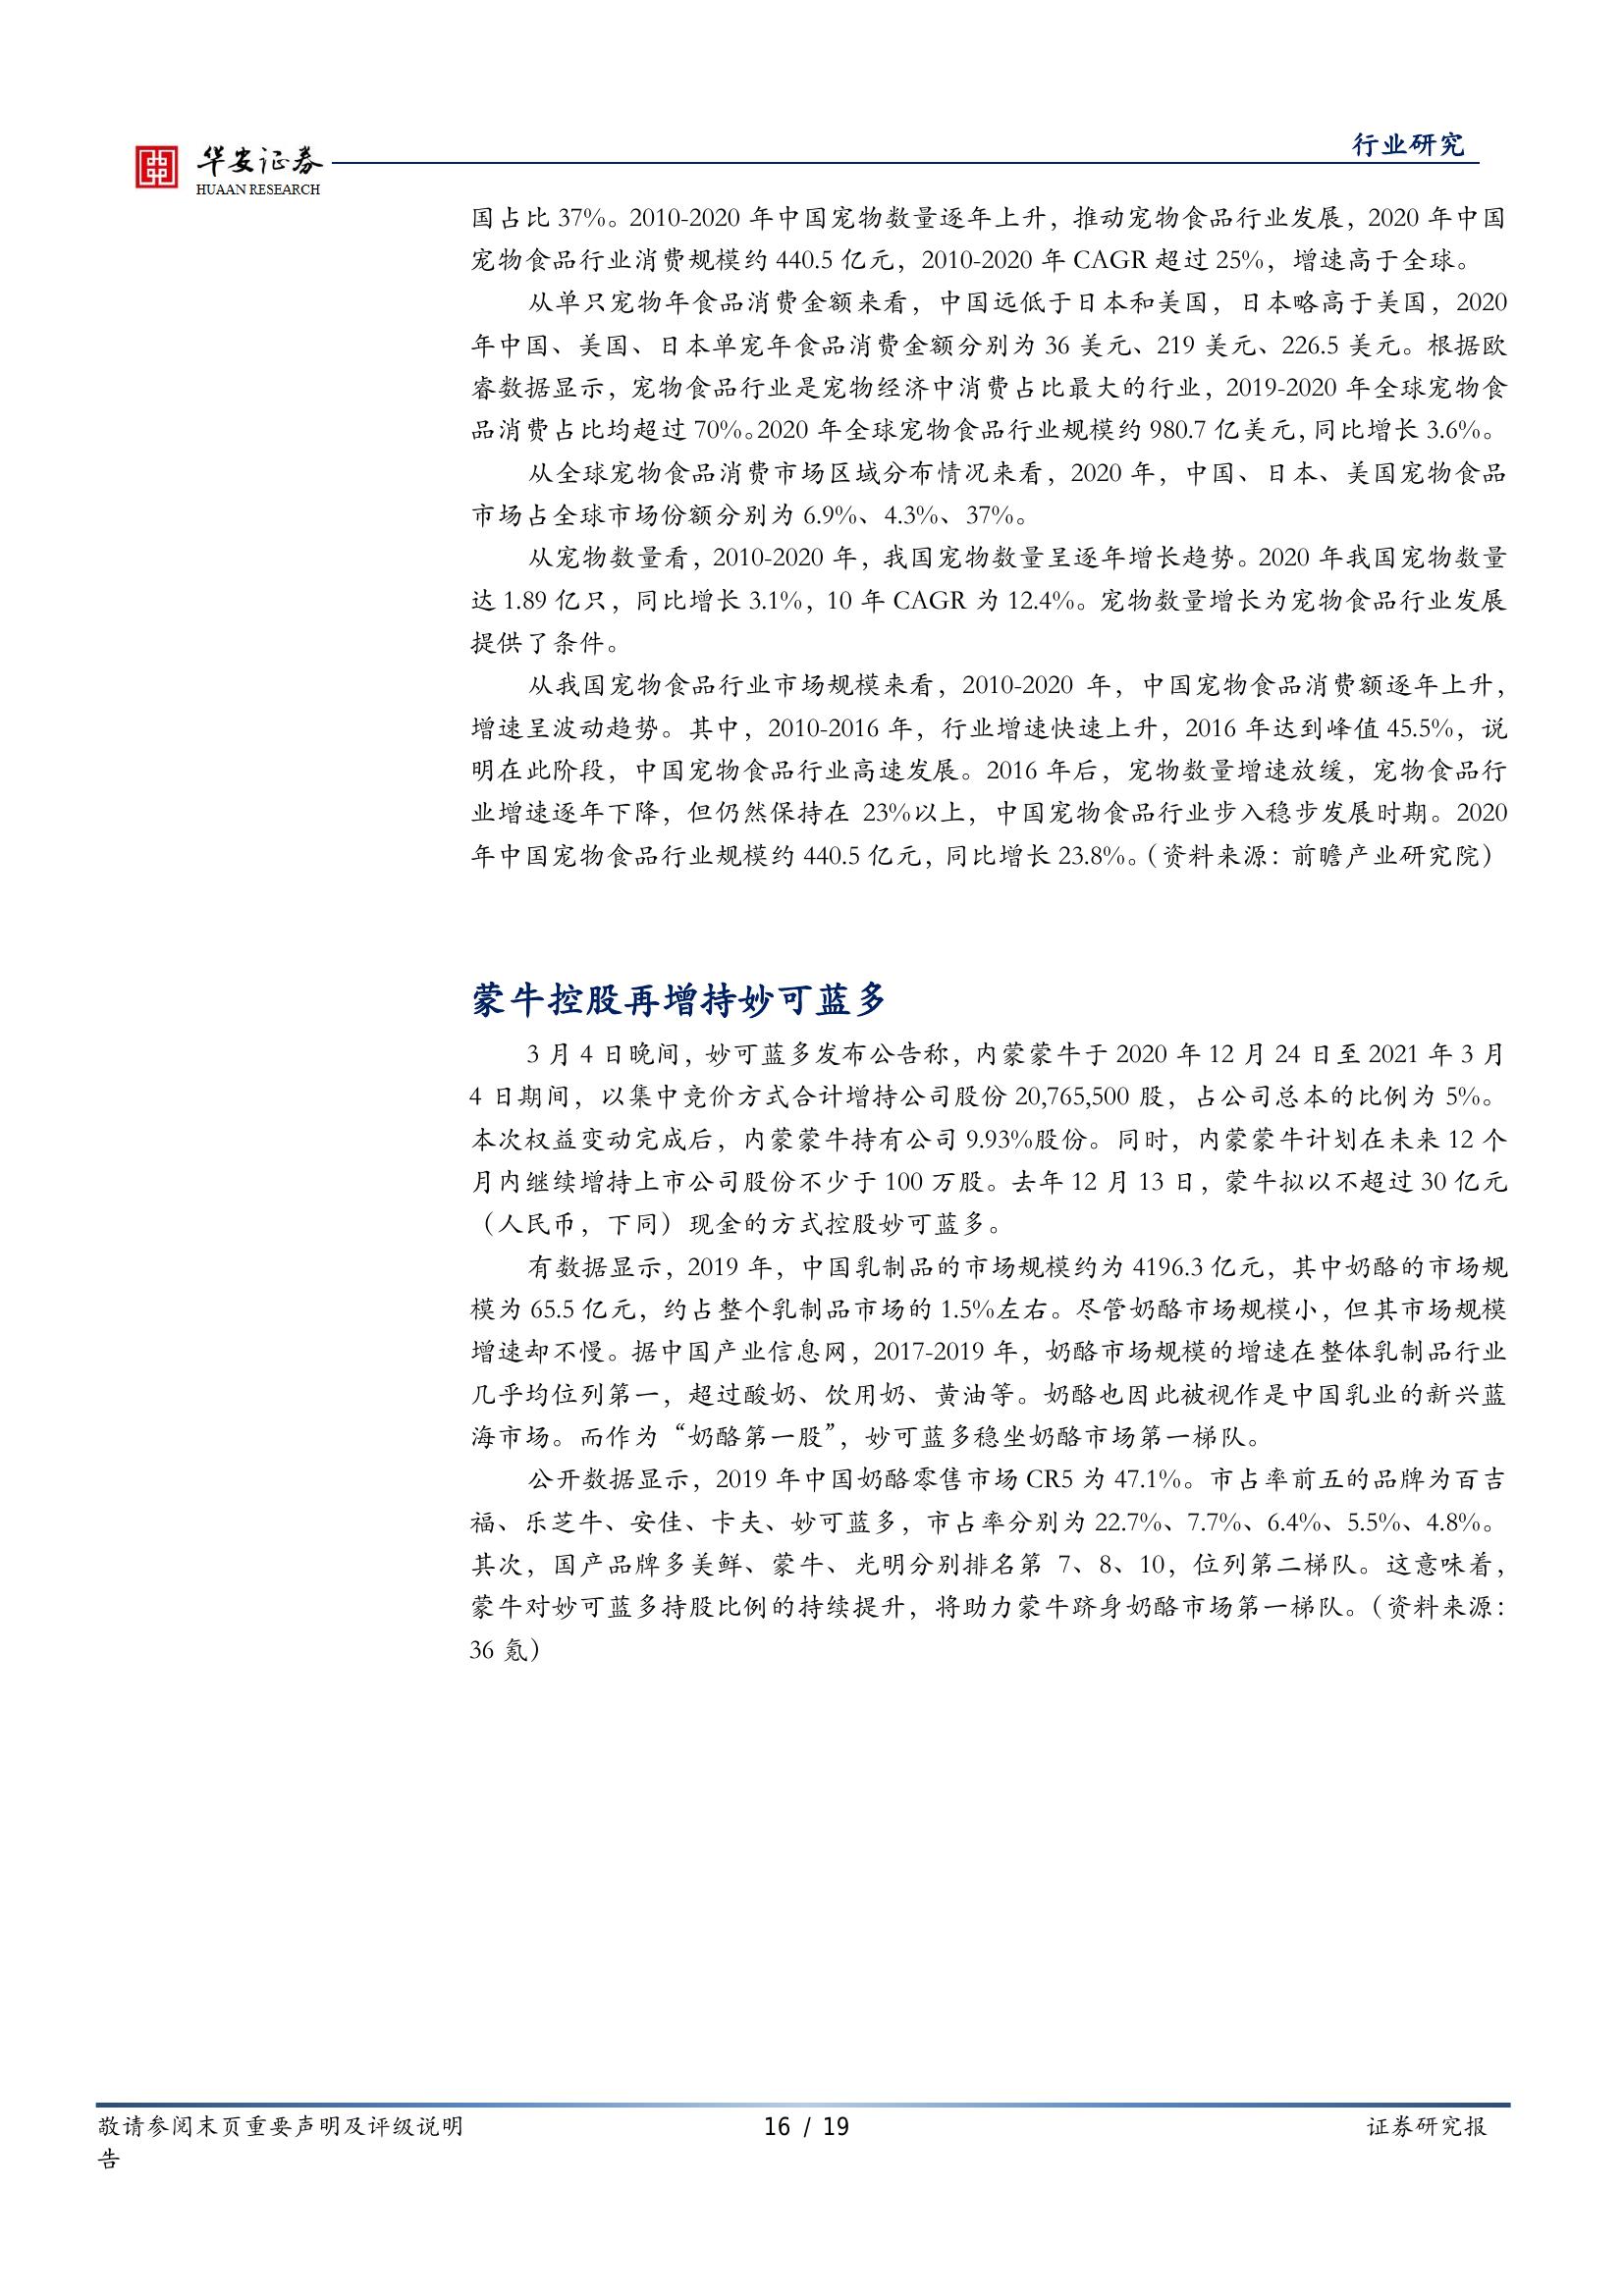 华安证券
HUAAN RESEARCH
行业研究
国占比 37%。2010-2020 年中国宠物数量逐年上升，推动宠物食品行业发展，2020 年中国
宠物食品行业消费规模约 440.5 亿元，2010-2020 年 CAGR 超过 25%，增速高于全球。
从单只宠物年食品消费金额来看，中国远低于日本和美国，日本略高于美国，2020
年中国、美国、日本单宠年食品消费金额分别为 36 美元、219 美元、226.5 美元。根据欧
睿数据显示，宠物食品行业是宠物经济中消费占比最大的行业，2019-2020 年全球宠物食
品消费占比均超过 70%。2020 年全球宠物食品行业规模约 980.7 亿美元，同比增长 3.6%。
从全球宠物食品消费市场区域分布情况来看，2020 年，中国、日本、美国宠物食品
市场占全球市场份额分别为 6.9%、4.3%、37%。
从宠物数量看，2010-2020 年，我国宠物数量呈逐年增长趋势。2020 年我国宠物数量
达 1.89 亿只，同比增长 3.1%，10 年 CAGR 为 12.4%。宠物数量增长为宠物食品行业发展
提供了条件。
从我国宠物食品行业市场规模来看，2010-2020 年，中国宠物食品消费额逐年上升，
增速呈波动趋势。其中，2010-2016 年，行业增速快速上升，2016 年达到峰值 45.5%，说
明在此阶段，中国宠物食品行业高速发展。2016 年后，宠物数量增速放缓，宠物食品行
业增速逐年下降，但仍然保持在 23%以上，中国宠物食品行业步入稳步发展时期。2020
年中国宠物食品行业规模约 440.5 亿元，同比增长 23.8%。（资料来源：前瞻产业研究院）
蒙牛控股再增持妙可蓝多
3 月 4 日晚间，妙可蓝多发布公告称，内蒙蒙牛于 2020 年 12 月 24 日至 2021 年 3 月
4 日期间，以集中竞价方式合计增持公司股份 20,765,500 股，占公司总本的比例为 5%。
本次权益变动完成后，内蒙蒙牛持有公司 9.93%股份。同时，内蒙蒙牛计划在未来 12 个
月内继续增持上市公司股份不少于 100 万股。去年 12 月 13 日，蒙牛拟以不超过 30 亿元
（人民币，下同）现金的方式控股妙可蓝多。
有数据显示，2019 年，中国乳制品的市场规模约为 4196.3 亿元，其中奶酪的市场规
模为 65.5 亿元，约占整个乳制品市场的 1.5%左右。尽管奶酪市场规模小，但其市场规模
增速却不慢。据中国产业信息网，2017-2019 年，奶酪市场规模的增速在整体乳制品行业
几乎均位列第一，超过酸奶、饮用奶、黄油等。奶酪也因此被视作是中国乳业的新兴蓝
海市场。而作为“奶酪第一股”，妙可蓝多稳坐奶酪市场第一梯队。
公开数据显示，2019 年中国奶酪零售市场 CR5 为 47.1%。市占率前五的品牌为百吉
福、乐芝牛、安佳、卡夫、妙可蓝多，市占率分别为 22.7%、7.7%、6.4%、5.5%、4.8%。
其次，国产品牌多美鲜、蒙牛、光明分别排名第 7、8、10，位列第二梯队。这意味着，
蒙牛对妙可蓝多持股比例的持续提升，将助力蒙牛跻身奶酪市场第一梯队。（资料来源：
36 氪）
敬请参阅末页重要声明及评级说明 16 / 19 证券研究报
告